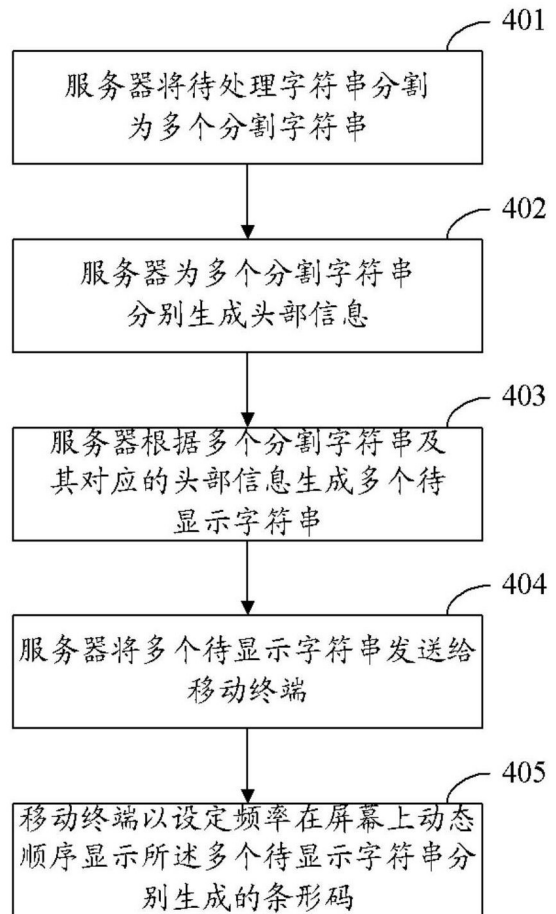 401
服务器将待处理字符串分割
为多个分割字符串
402
服务器为多个分割字符串
分别生成头部信息
403
服务器根据多个分割字符串及
其对应的头部信息生成多个待
显示字符串
404
服务器将多个待显示字符串发送给
移动终端
405
移动终端以设定频率在屏幕上动态
顺序显示所述多个待显示字符串分
别生成的条形码